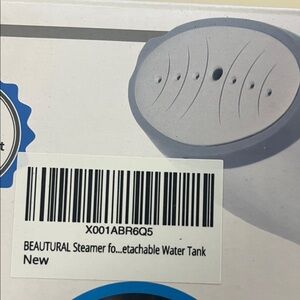 t
X001ABR6Q5
BEAUTURAL Steamer fo...etachable Water Tank
New